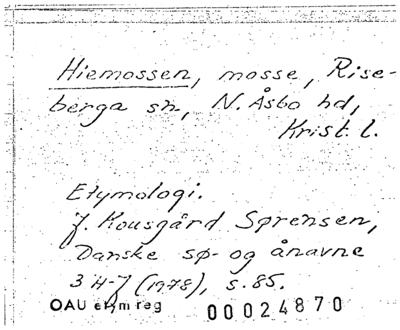 Hiemossen, mosse, Rise-
berga sn, N. Åsbo hd,
Krist. l.
Etymologi.
J. Kousgård Sørensen,
Danske sø- og ånavne
3 H-J (1978), s. 85.
OAU etym reg 00024870